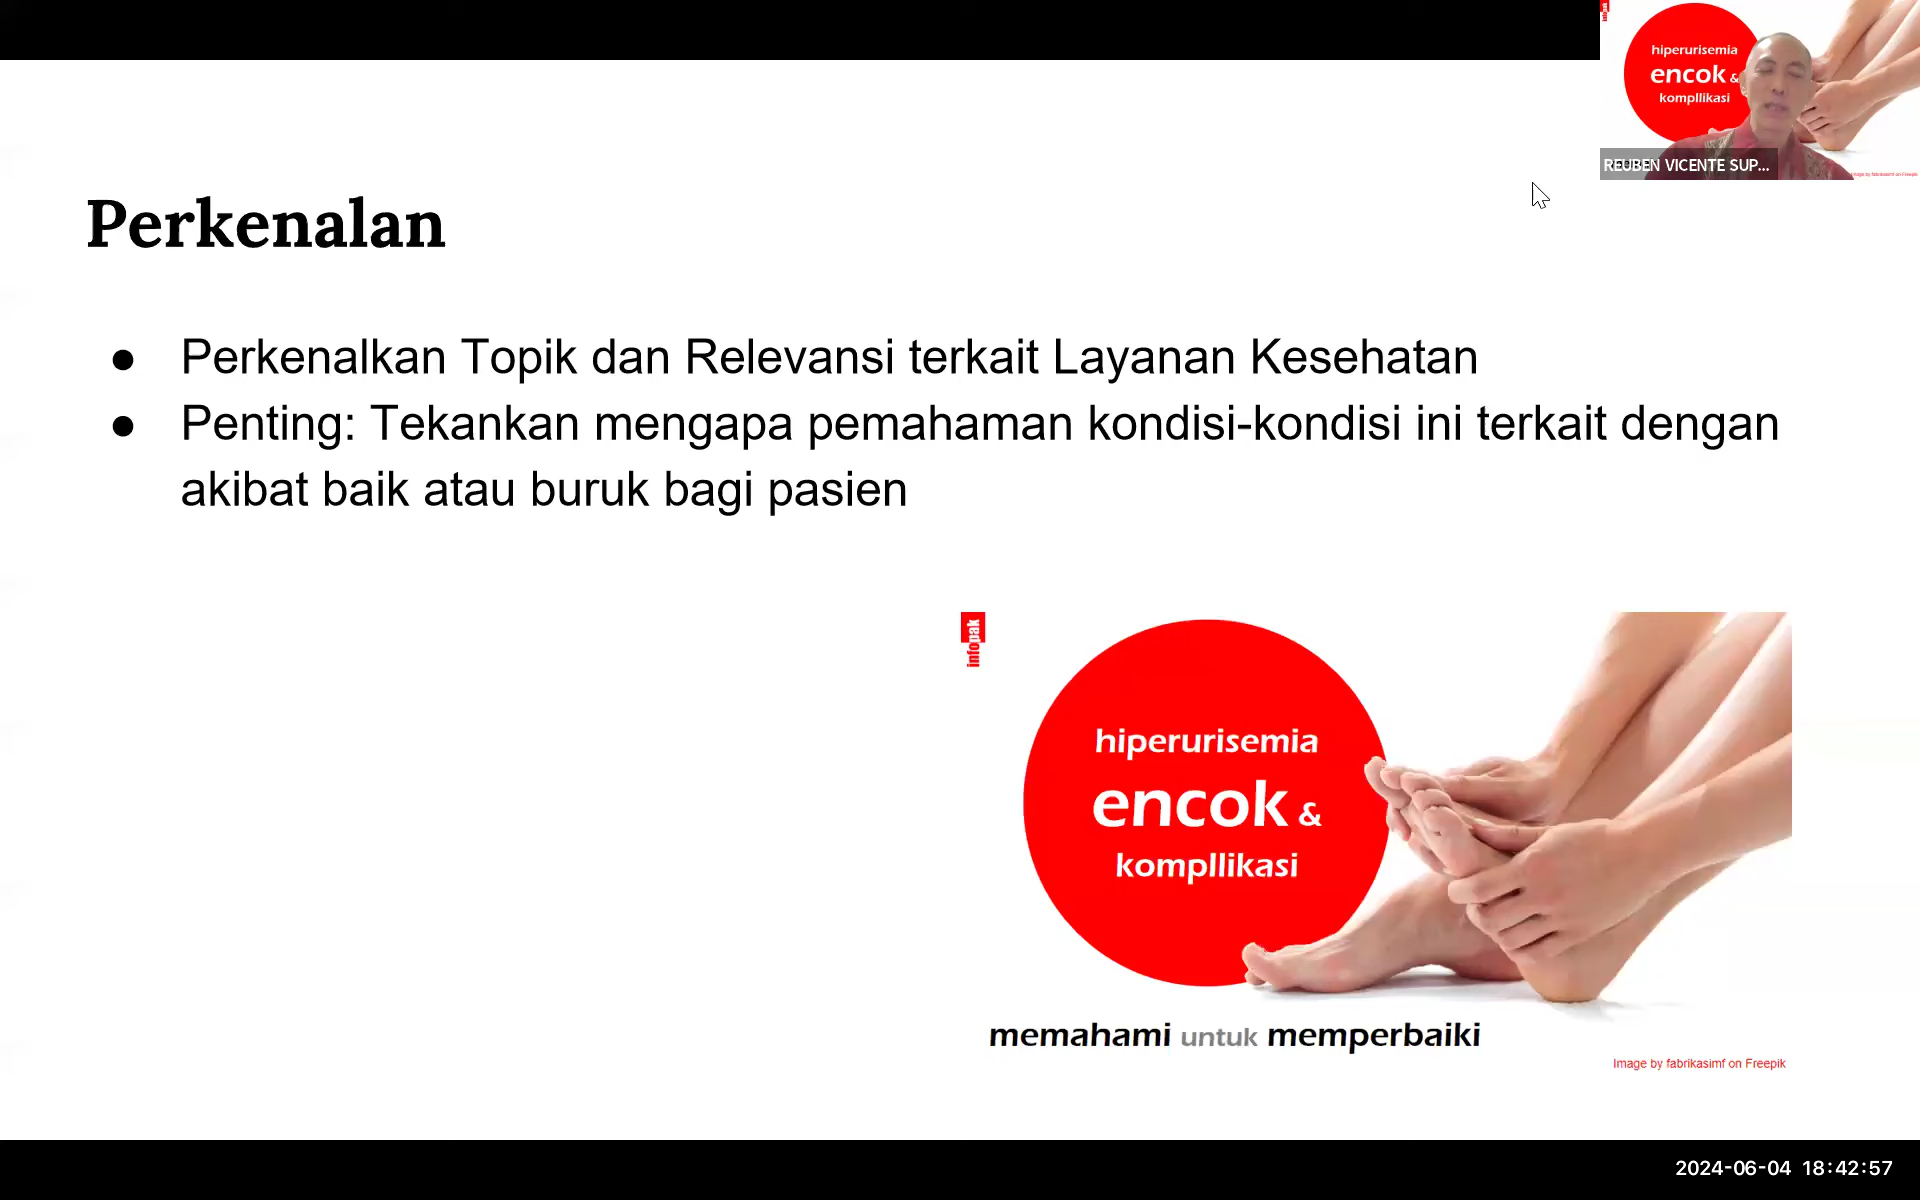 hiperurisemia
encok &
kompllikasi
REUBEN VICENTE SUP...
Perkenalan
● Perkenalkan Topik dan Relevansi terkait Layanan Kesehatan
● Penting: Tekankan mengapa pemahaman kondisi-kondisi ini terkait dengan
akibat baik atau buruk bagi pasien
infopak
hiperurisemia
encok &
kompllikasi
memahami untuk memperbaiki
Image by fabrikasimf on Freepik
2024-06-04 18:42:57